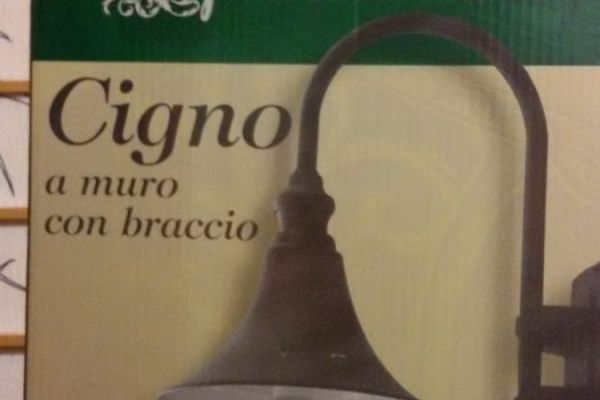 Cigno
a muro
con braccio